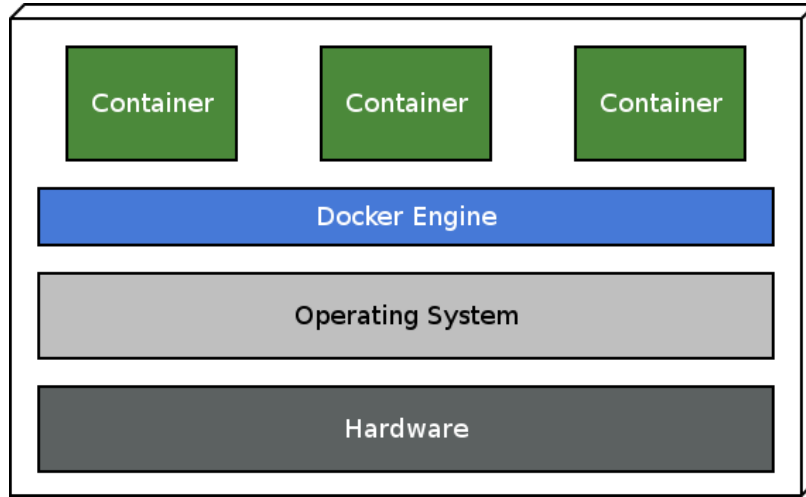 Container
Container
Container
Docker Engine
Operating System
Hardware